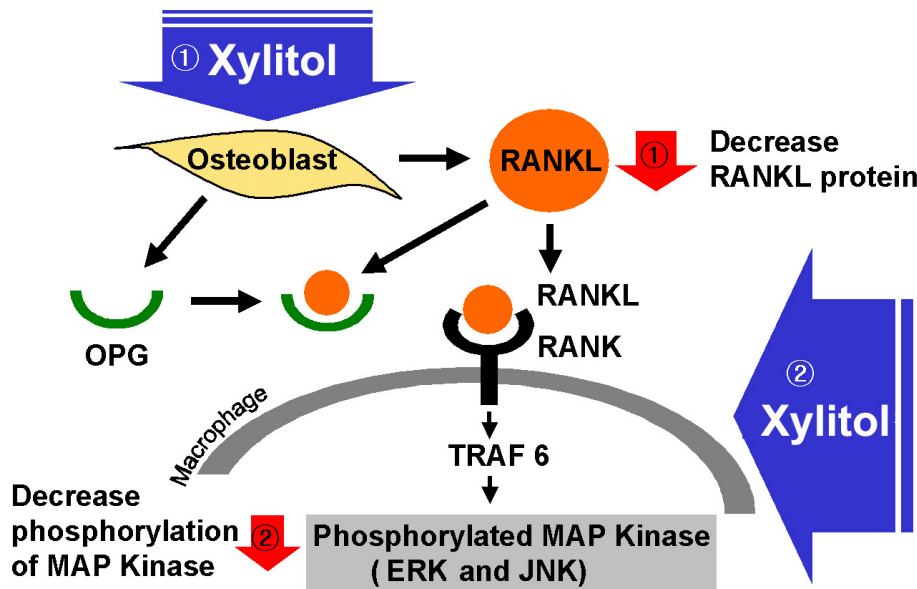 ① Xylitol
Osteoblast
RANKL
①
Decrease
RANKL protein
OPG
RANKL
RANK
②
Xylitol
Macrophage
TRAF 6
Decrease
phosphorylation
of MAP Kinase
②
Phosphorylated MAP Kinase
( ERK and JNK)